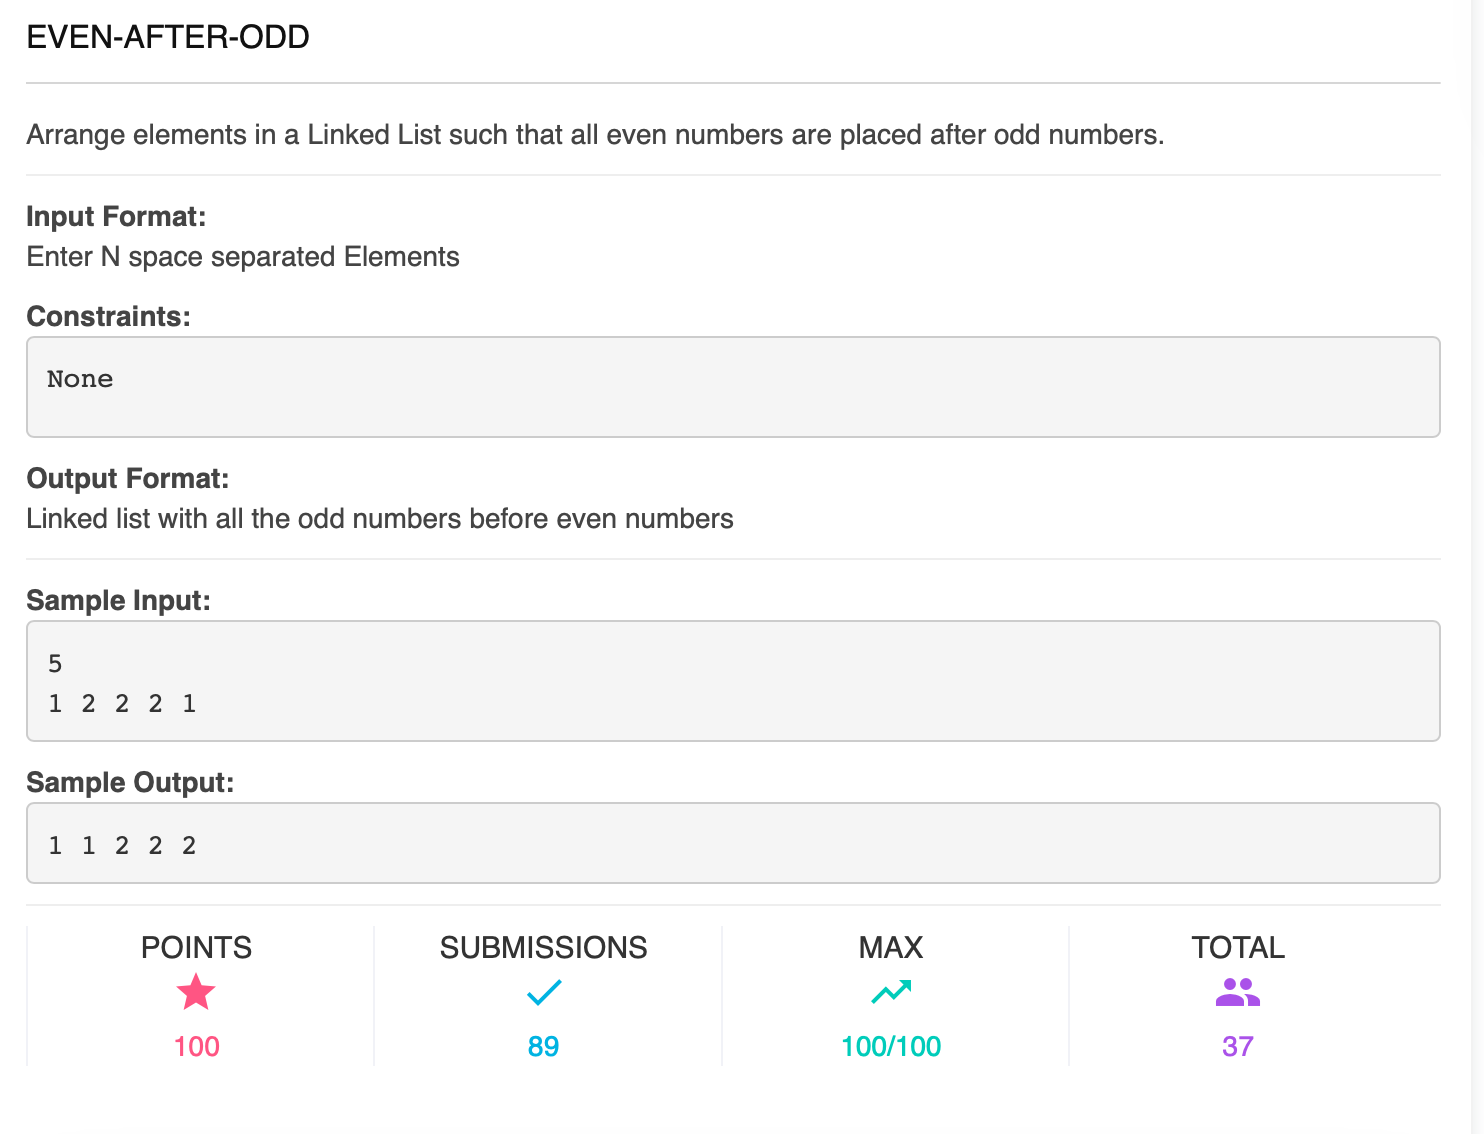 EVEN-AFTER-ODD
Arrange elements in a Linked List such that all even numbers are placed after odd numbers.
Input Format:
Enter N space separated Elements
Constraints:
None
Output Format:
Linked list with all the odd numbers before even numbers
Sample Input:
5
1 2 2 2 1
Sample Output:
1 1 2 2 2
POINTS SUBMISSIONS MAX TOTAL
100 89 100/100 37